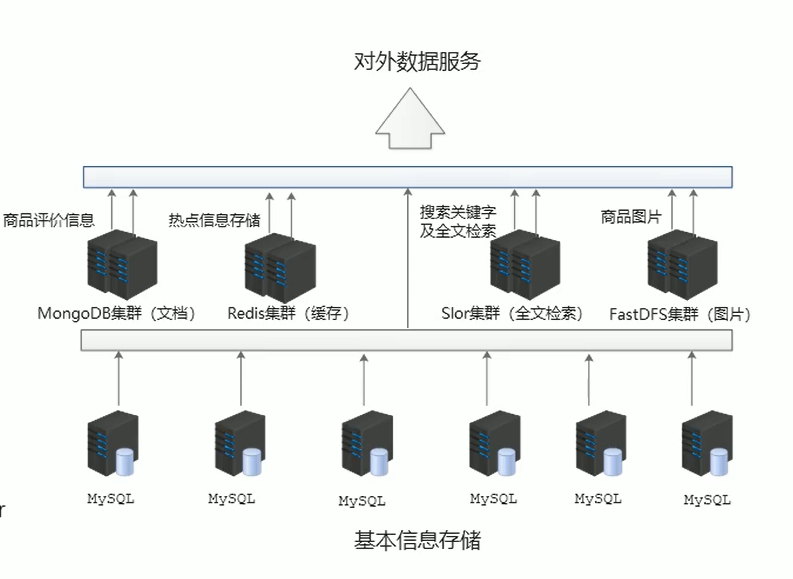 对外数据服务
商品评价信息
热点信息存储
搜索关键字
及全文检索
商品图片
MongoDB集群（文档）
Redis集群（缓存）
Slor集群（全文检索）
FastDFS集群（图片）
MySQL
MySQL
MySQL
MySQL
MySQL
MySQL
r
基本信息存储